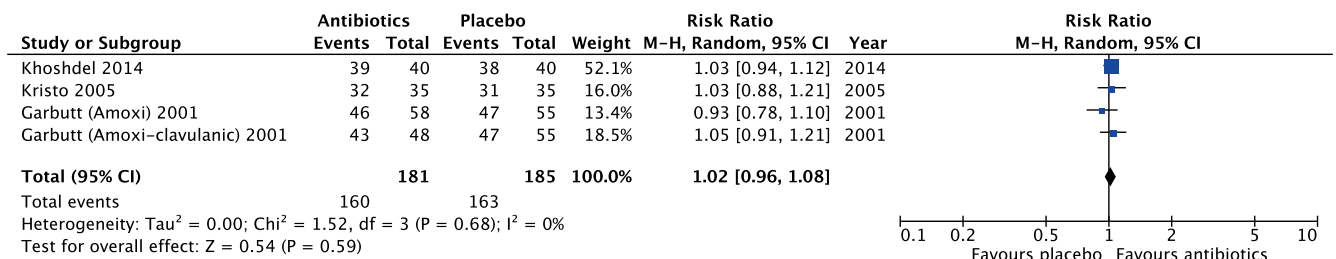 Antibiotics Placebo Risk Ratio Risk Ratio
Study or Subgroup Events Total Events Total Weight M-H, Random, 95% CI Year M-H, Random, 95% CI
Khoshdel 2014 39 40 38 40 52.1% 1.03 [0.94, 1.12] 2014
Kristo 2005 32 35 31 35 16.0% 1.03 [0.88, 1.21] 2005
Garbutt (Amoxi) 2001 46 58 47 55 13.4% 0.93 [0.78, 1.10] 2001
Garbutt (Amoxi-clavulanic) 2001 43 48 47 55 18.5% 1.05 [0.91, 1.21] 2001
Total (95% CI) 181 185 100.0% 1.02 [0.96, 1.08]
Total events 160 163
Heterogeneity: Tau² = 0.00; Chi² = 1.52, df = 3 (P = 0.68); I² = 0%
Test for overall effect: Z = 0.54 (P = 0.59)
0.1 0.2 0.5 1 2 5 10
Favours placebo Favours antibiotics